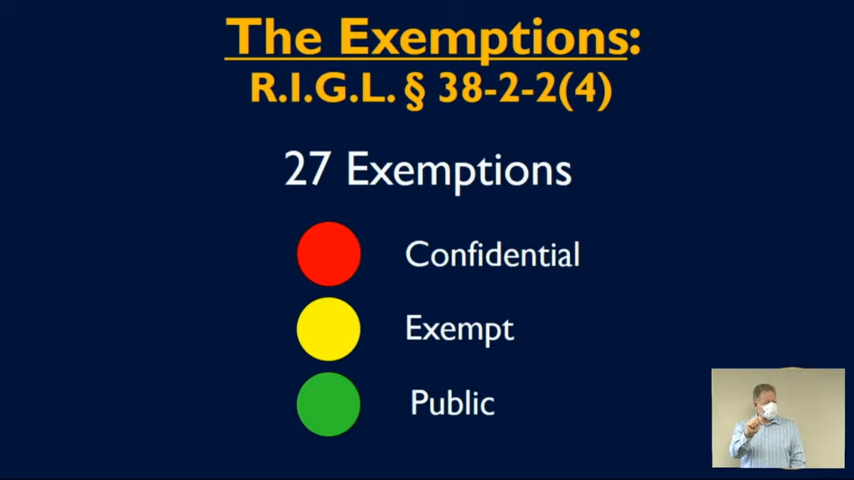 The Exemptions:
R.I.G.L. § 38-2-2(4)
27 Exemptions
Confidential
Exempt
Public